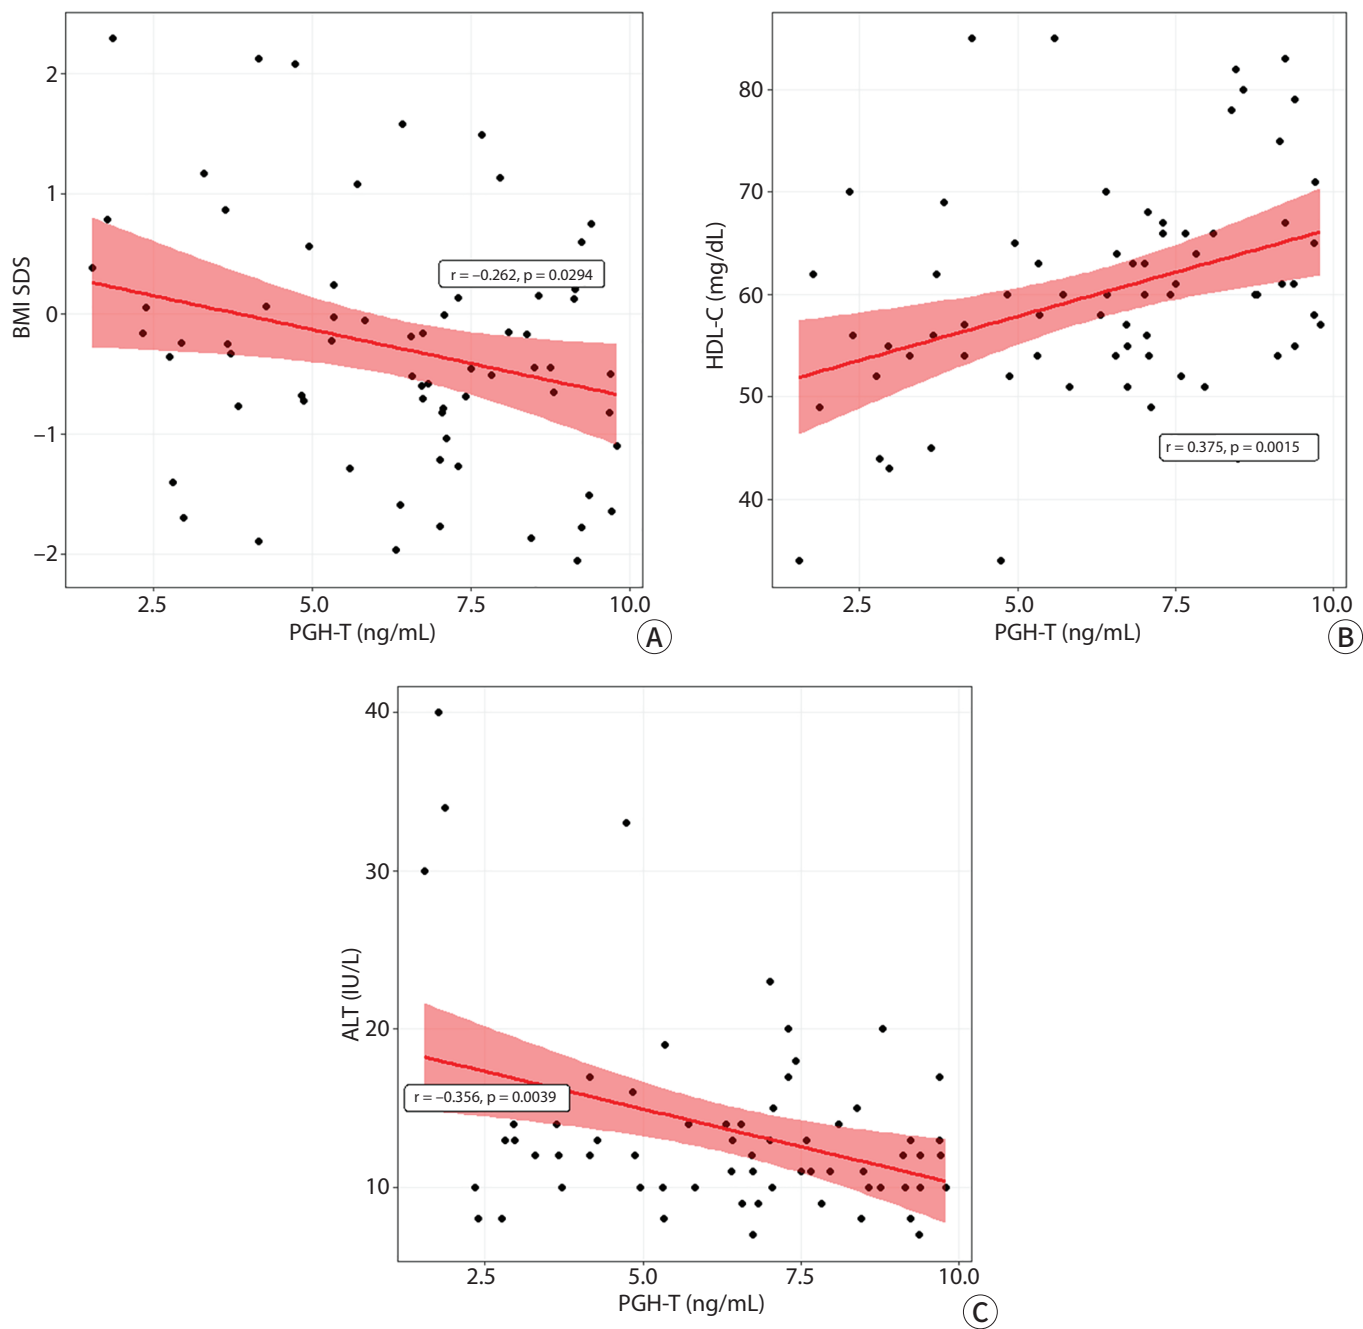 2
1
0
−1
−2
BMI SDS
r = −0.262, p = 0.0294
2.5 5.0 7.5 10.0
PGH-T (ng/mL)
A
80
70
60
50
40
HDL-C (mg/dL)
r = 0.375, p = 0.0015
2.5 5.0 7.5 10.0
PGH-T (ng/mL)
B
40
30
20
10
ALT (IU/L)
r = −0.356, p = 0.0039
2.5 5.0 7.5 10.0
PGH-T (ng/mL)
C